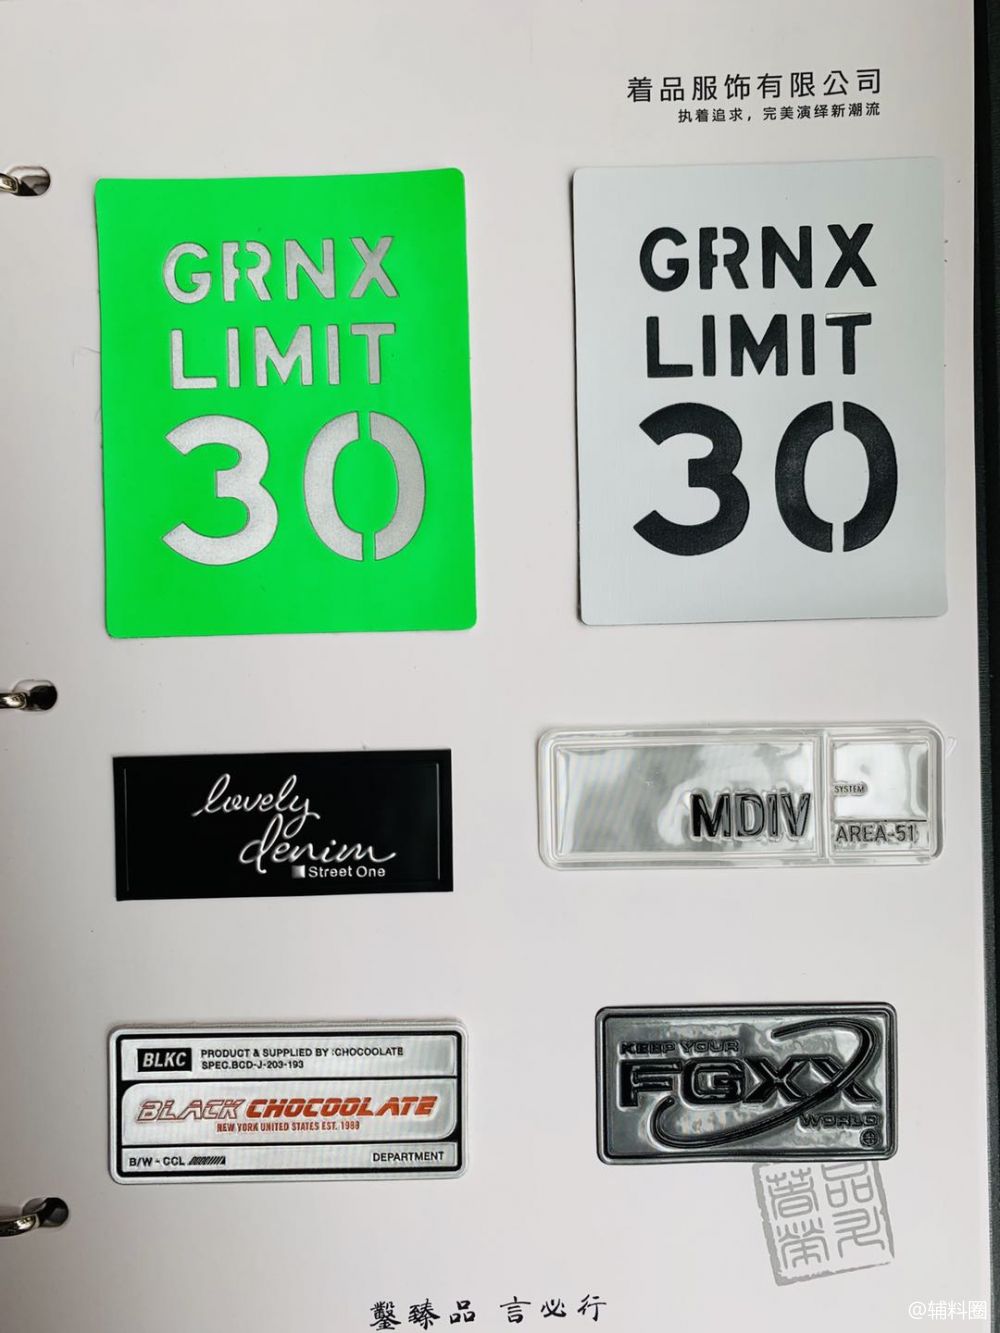 着品服饰有限公司
执着追求，完美演绎新潮流
GRNX
LIMIT
30
GRNX
LIMIT
30
lovely
denim
Street One
MDIV
SYSTEM
AREA-51
BLKC
PRODUCT & SUPPLIED BY :CHOCOOLATE
SPEC.BCD-J-203-193
BLACK CHOCOOLATE
NEW YORK UNITED STATES EST. 1988
B/W - CCL
DEPARTMENT
KEEP YOUR
FGXX
WORLD
鑿臻品 言必行
@辅料圈